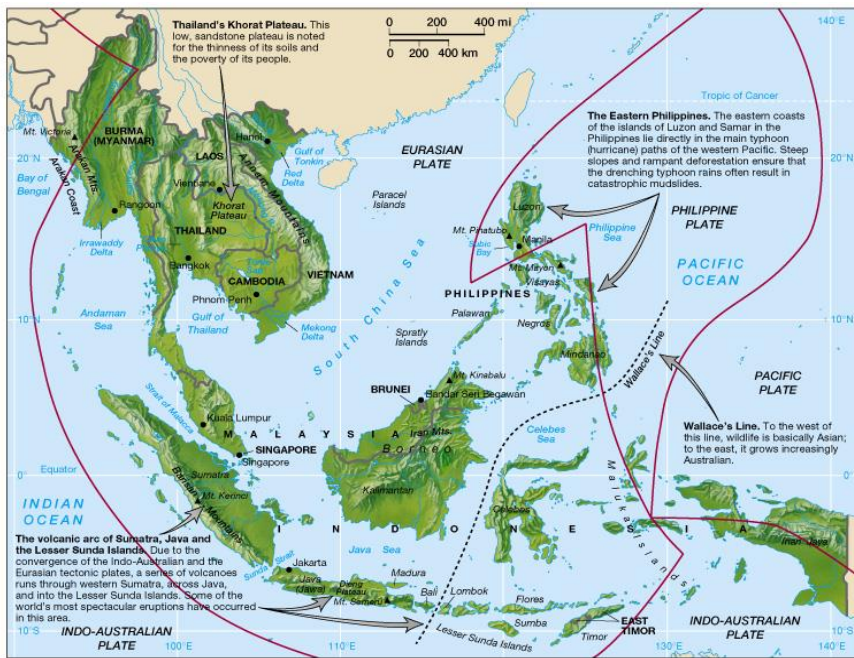 Thailand's Khorat Plateau. This
low, sandstone plateau is noted
for the thinness of its soils and
the poverty of its people.
0 200 400 mi
0 200 400 km
140°E
Tropic of Cancer
Mt. Victoria
BURMA
(MYANMAR)
Arakan Mts.
Arakan Coast
Hanoi
LAOS
Gulf of
Tonkin
Red
Delta
EURASIAN
PLATE
The Eastern Philippines. The eastern coasts
of the islands of Luzon and Samar in the
Philippines lie directly in the main typhoon
(hurricane) paths of the western Pacific. Steep
slopes and rampant deforestation ensure that
the drenching typhoon rains often result in
catastrophic mudslides.
20°N
20°N
Bay of
Bengal
Vientiane
Annam Mountains
Paracel
Islands
Rangoon
Khorat
Plateau
Luzon
PHILIPPINE
PLATE
Irrawaddy
Delta
THAILAND
Mt. Pinatubo
Subic
Bay
Manila
Philippine
Sea
Bangkok
CAMBODIA
VIETNAM
South China Sea
Mt. Mayon
Visayas
PACIFIC
OCEAN
Phnom-Penh
PHILIPPINES
Andaman
Sea
Gulf of
Thailand
Mekong
Delta
Palawan
10°N
10°N
Spratly
Islands
Negros
Mindanao
Wallace's Line
Mt. Kinabalu
PACIFIC
PLATE
BRUNEI
Bandar Seri Begawan
Strait of Malacca
Kuala Lumpur
MALAYSIA
Iran Mts.
Celebes
Sea
Wallace's Line. To the west of
this line, wildlife is basically Asian;
to the east, it grows increasingly
Australian.
SINGAPORE
Singapore
Borneo
Equator
0°
0°
Sumatra
Kalimantan
Barisan Mountains
Mt. Kerinci
Celebes
Maluku Islands
INDIAN
OCEAN
INDONESIA
Irian Java
The volcanic arc of Sumatra, Java and
the Lesser Sunda Islands. Due to the
convergence of the Indo-Australian and the
Eurasian tectonic plates, a series of volcanoes
runs through western Sumatra, across Java,
and into the Lesser Sunda Islands. Some of the
world's most spectacular eruptions have occurred
in this area.
Sunda Strait
Jakarta
Java Sea
Java
(Jawa)
Dieng
Plateau
Madura
Mt. Semeru
Bali
Lombok
Flores
Sumba
Lesser Sunda Islands
EAST
TIMOR
Timor
10°S
10°S
INDO-AUSTRALIAN
PLATE
100°E
110°E
130°E
INDO-AUSTRALIAN
PLATE